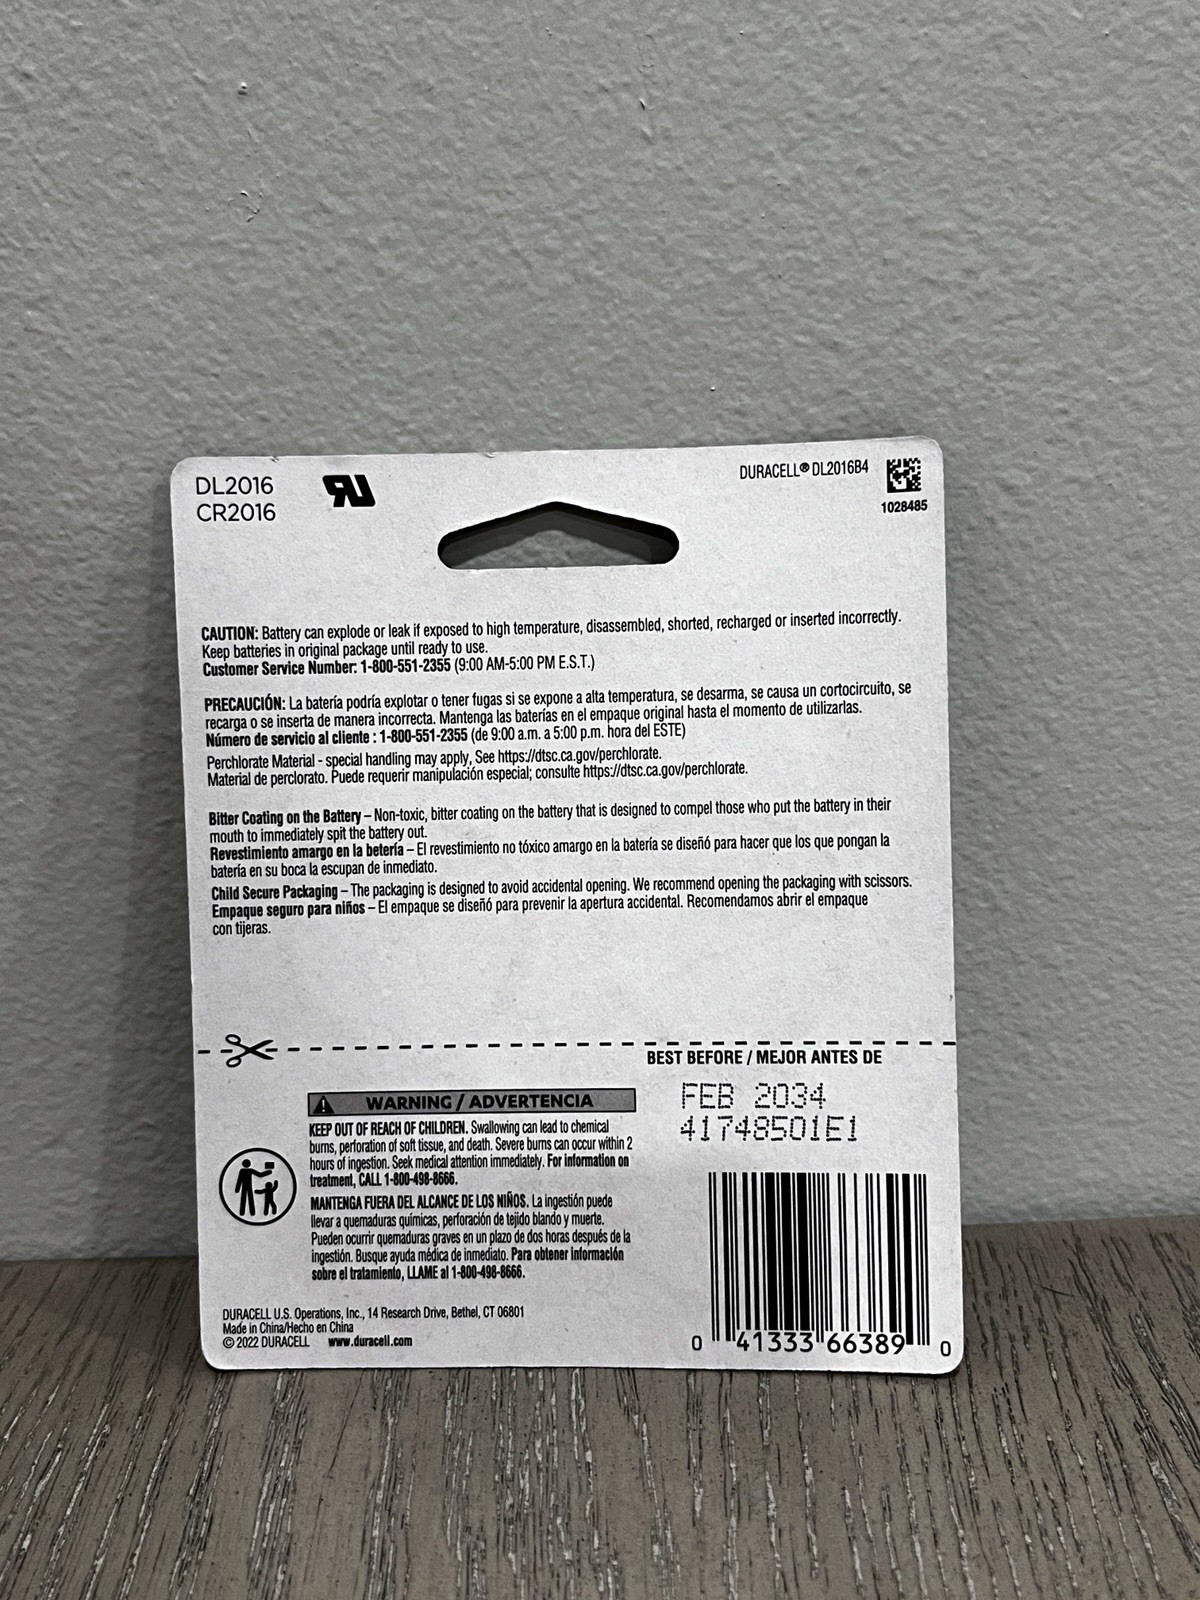 DL2016
CR2016
DURACELL® DL2016B4
1028485
CAUTION: Battery can explode or leak if exposed to high temperature, disassembled, shorted, recharged or inserted incorrectly.
Keep batteries in original package until ready to use.
Customer Service Number: 1-800-551-2355 (9:00 AM-5:00 PM E.S.T.)
PRECAUCIÓN: La batería podría explotar o tener fugas si se expone a alta temperatura, se desarma, se causa un cortocircuito, se
recarga o se inserta de manera incorrecta. Mantenga las baterías en el empaque original hasta el momento de utilizarlas.
Número de servicio al cliente : 1-800-551-2355 (de 9:00 a.m. a 5:00 p.m. hora del ESTE)
Perchlorate Material - special handling may apply, See https://dtsc.ca.gov/perchlorate.
Material de perclorato. Puede requerir manipulación especial; consulte https://dtsc.ca.gov/perchlorate.
Bitter Coating on the Battery – Non-toxic, bitter coating on the battery that is designed to compel those who put the battery in their
mouth to immediately spit the battery out.
Revestimiento amargo en la betería – El revestimiento no tóxico amargo en la batería se diseñó para hacer que los que pongan la
batería en su boca la escupan de inmediato.
Child Secure Packaging – The packaging is designed to avoid accidental opening. We recommend opening the packaging with scissors.
Empaque seguro para niños – El empaque se diseñó para prevenir la apertura accidental. Recomendamos abrir el empaque
con tijeras.
BEST BEFORE / MEJOR ANTES DE
FEB 2034
41748501E1
WARNING / ADVERTENCIA
KEEP OUT OF REACH OF CHILDREN. Swallowing can lead to chemical
burns, perforation of soft tissue, and death. Severe burns can occur within 2
hours of ingestion. Seek medical attention immediately. For information on
treatment, CALL 1-800-498-8666.
MANTENGA FUERA DEL ALCANCE DE LOS NIÑOS. La ingestión puede
llevar a quemaduras químicas, perforación de tejido blando y muerte.
Pueden ocurrir quemaduras graves en un plazo de dos horas después de la
ingestión. Busque ayuda médica de inmediato. Para obtener información
sobre el tratamiento, LLAME al 1-800-498-8666.
DURACELL U.S. Operations, Inc., 14 Research Drive, Bethel, CT 06801
Made in China/Hecho en China
© 2022 DURACELL www.duracell.com
0 41333 66389 0